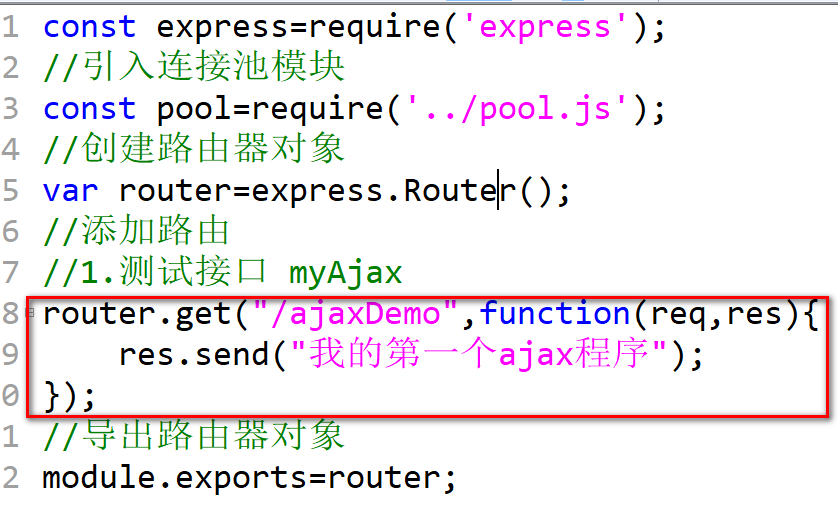 1 const express=require('express');
2 //引入连接池模块
3 const pool=require('../pool.js');
4 //创建路由器对象
5 var router=express.Router();
6 //添加路由
7 //1.测试接口 myAjax
8 router.get("/ajaxDemo",function(req,res){
9 res.send("我的第一个ajax程序");
0 });
1 //导出路由器对象
2 module.exports=router;